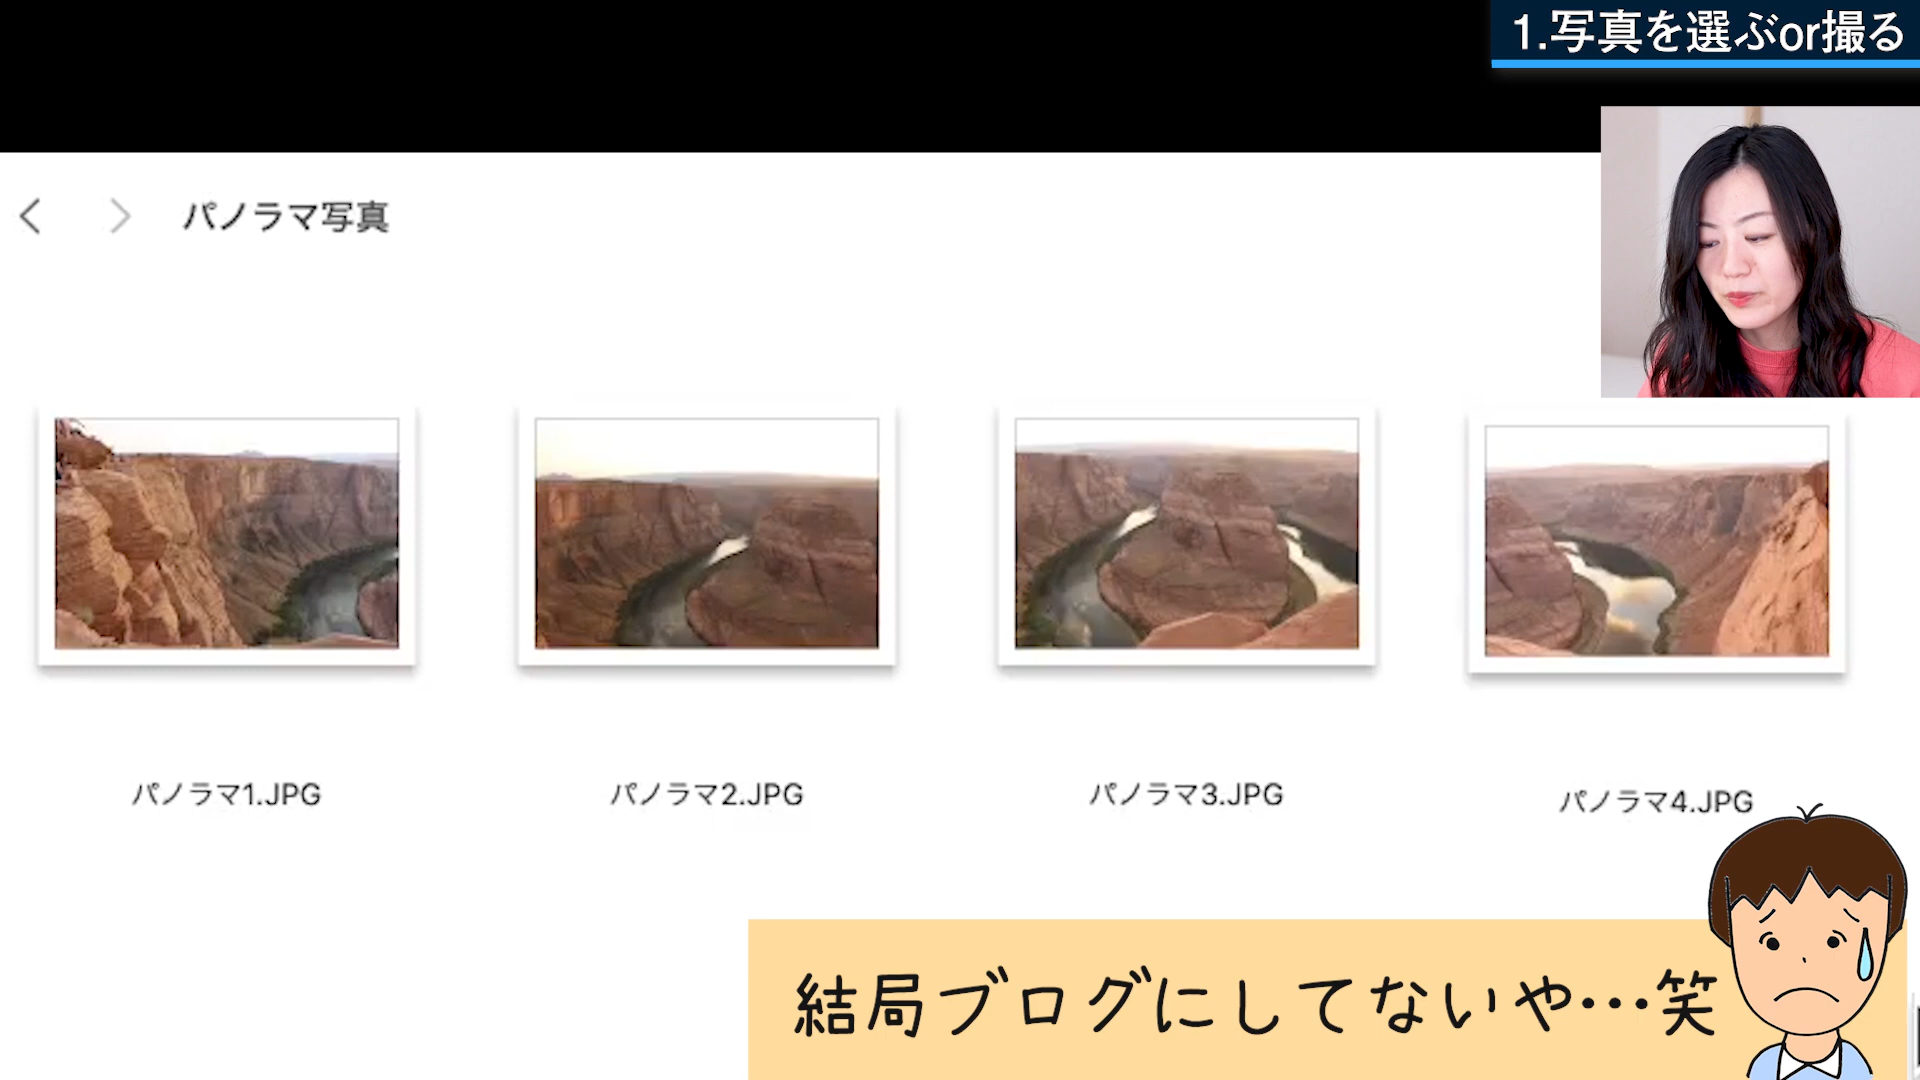 1.写真を選ぶor撮る
パノラマ写真
パノラマ1.JPG
パノラマ2.JPG
パノラマ3.JPG
パノラマ4.JPG
結局ブログにしてないや…笑